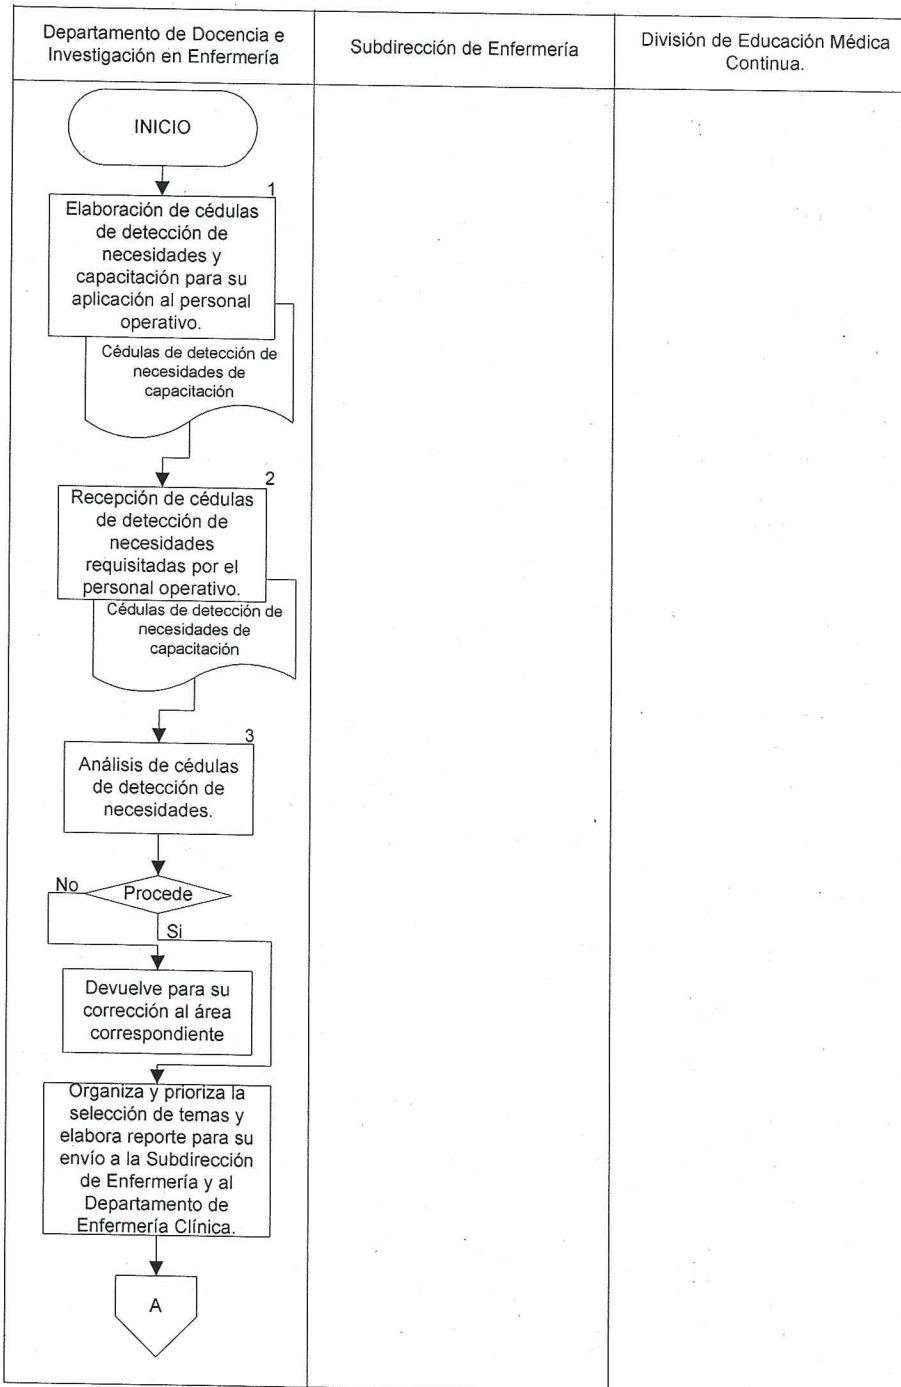 Departamento de Docencia e
Investigación en Enfermería
Subdirección de Enfermería
División de Educación Médica
Continua.
INICIO
1
Elaboración de cédulas
de detección de
necesidades y
capacitación para su
aplicación al personal
operativo.
Cédulas de detección de
necesidades de
capacitación
2
Recepción de cédulas
de detección de
necesidades
requisitadas por el
personal operativo.
Cédulas de detección de
necesidades de
capacitación
3
Análisis de cédulas
de detección de
necesidades.
No
Procede
Si
Devuelve para su
corrección al área
correspondiente
Organiza y prioriza la
selección de temas y
elabora reporte para su
envío a la Subdirección
de Enfermería y al
Departamento de
Enfermería Clínica.
A